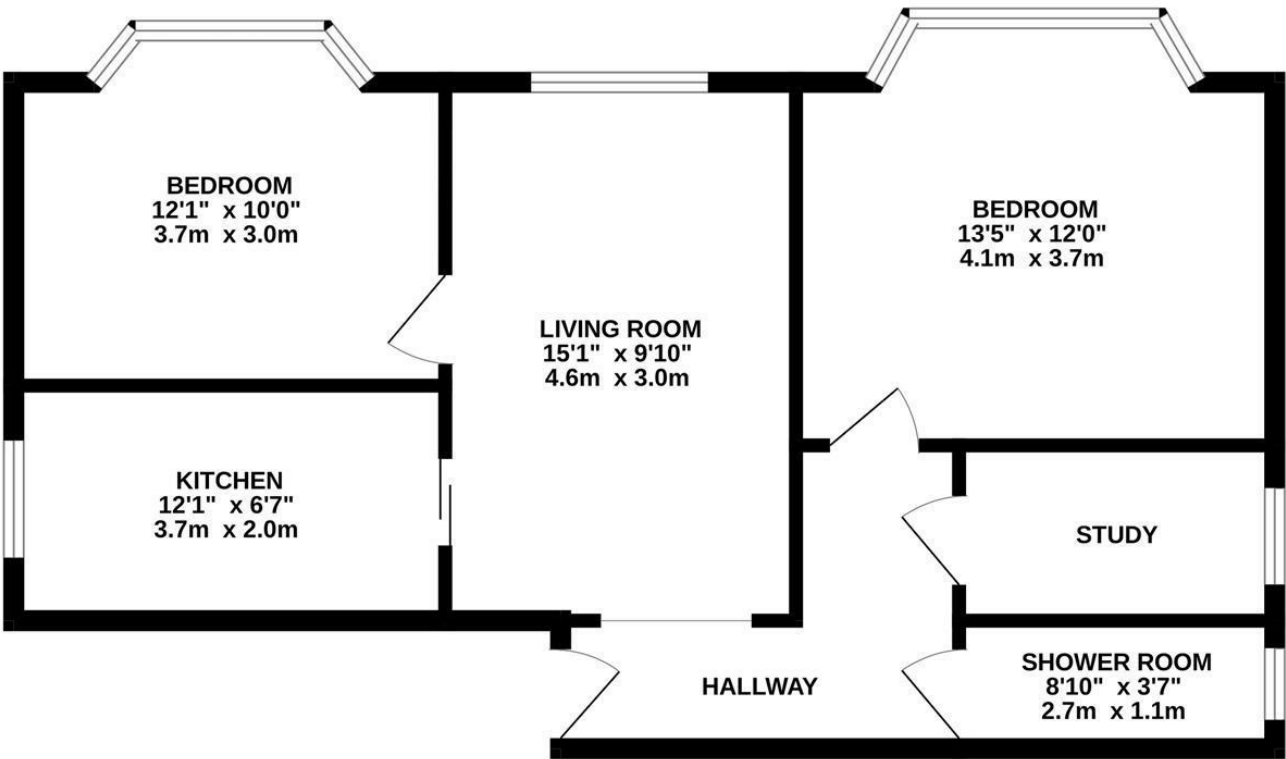 BEDROOM
12'1" x 10'0"
3.7m x 3.0m
LIVING ROOM
15'1" x 9'10"
4.6m x 3.0m
BEDROOM
13'5" x 12'0"
4.1m x 3.7m
KITCHEN
12'1" x 6'7"
3.7m x 2.0m
STUDY
HALLWAY
SHOWER ROOM
8'10" x 3'7"
2.7m x 1.1m